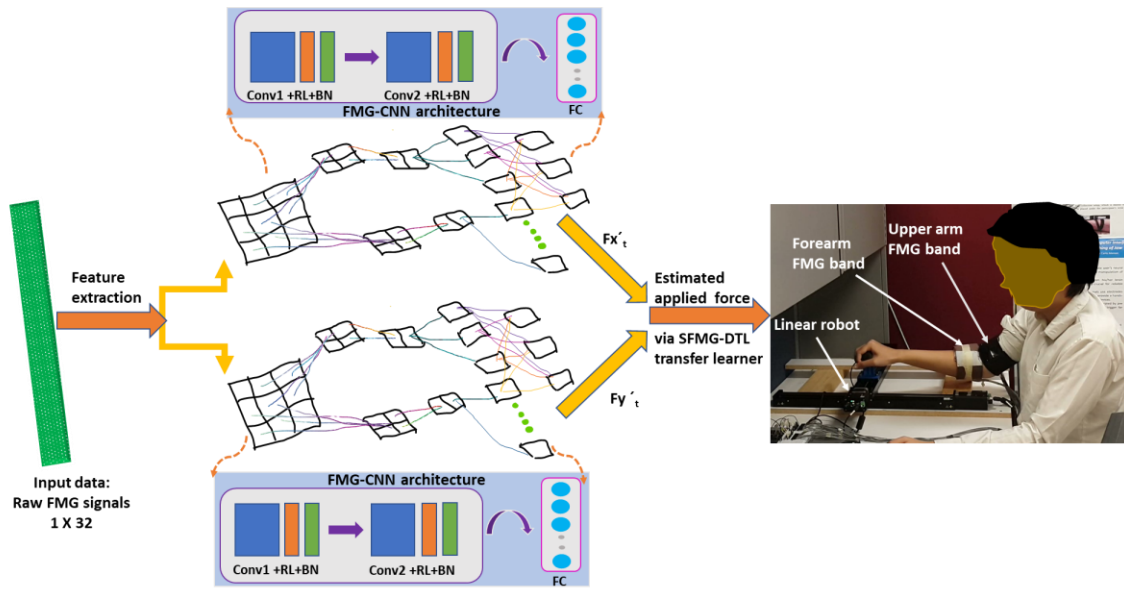 Conv1 +RL+BN
Conv2 +RL+BN
FMG-CNN architecture
FC
Feature
extraction
Input data:
Raw FMG signals
1 X 32
Fx´t
Fy ´t
Estimated
applied force
via SFMG-DTL
transfer learner
Upper arm
FMG band
Forearm
FMG band
Linear robot
FMG-CNN architecture
Conv1 +RL+BN
Conv2 +RL+BN
FC